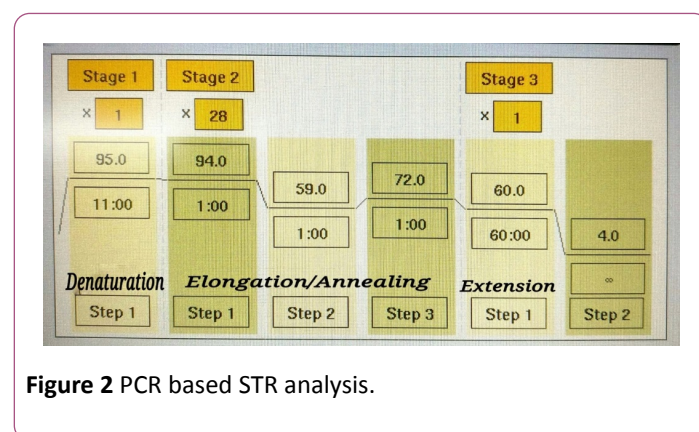 Stage 1 Stage 2 Stage 3
x 1 x 28 x 1
95.0 94.0 59.0 72.0 60.0 4.0
11:00 1:00 1:00 1:00 60:00 ∞
Denaturation Elongation/Annealing Extension
Step 1 Step 1 Step 2 Step 3 Step 1 Step 2
Figure 2 PCR based STR analysis.